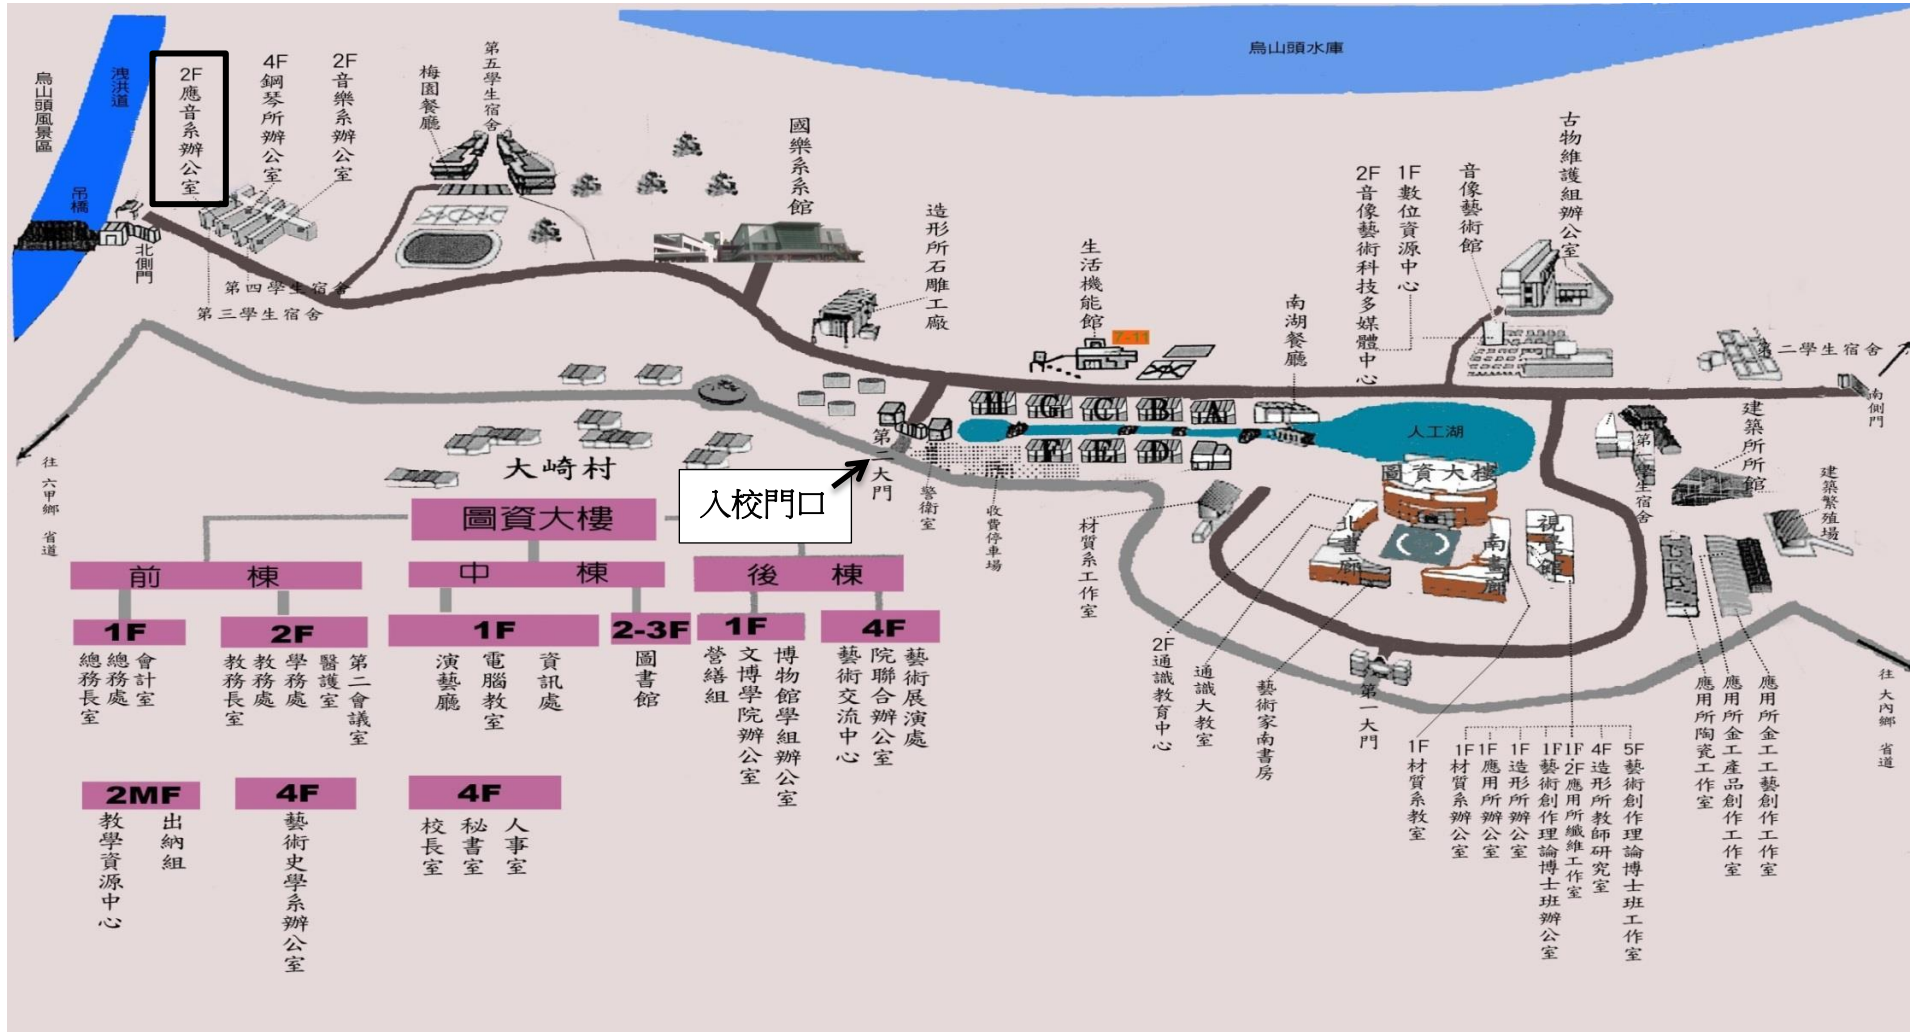 烏山頭水庫
烏山頭風景區
洩洪道
吊橋
北側門
2F應音系辦公室
4F鋼琴所辦公室
2F音樂系辦公室
梅園餐廳
第五學生宿舍
第四學生宿舍
第三學生宿舍
國樂系系館
造形所石雕工廠
生活機能館
7-11
南湖餐廳
2F音像藝術科技多媒體中心
1F數位資源中心
音像藝術館
古物維護組辦公室
第二學生宿舍
南側門
H
G
C
B
A
F
E
D
人工湖
第二大門
入校門口
警衛室
收費停車場
大崎村
往 六甲鄉 省道
圖資大樓
北畫廊
南畫廊
視覺館
第一學生宿舍
建築所所館
建築繁殖場
材質系工作室
2F通識教育中心
通識大教室
藝術家南書房
第一大門
1F材質系教室
1F材質系辦公室
1F應用所辦公室
1F造形所辦公室
1F藝術創作理論博士班辦公室
1F.2F應用所纖維工作室
4F造形所教師研究室
5F藝術創作理論博士班工作室
應用所陶瓷工作室
應用所金工產品創作工作室
應用所金工工藝創作工作室
往 大內鄉 省道
圖資大樓
前 棟
中 棟
後 棟
1F
總務長室
總務處
會計室
2F
教務長室
教務處
學務處
醫護室
第二會議室
1F
演藝廳
電腦教室
資訊處
2-3F
圖書館
1F
營繕組
文博學院辦公室
博物館學組辦公室
4F
藝術交流中心
院聯合辦公室
藝術展演處
2MF
教學資源中心
出納組
4F
藝術史學系辦公室
4F
校長室
秘書室
人事室